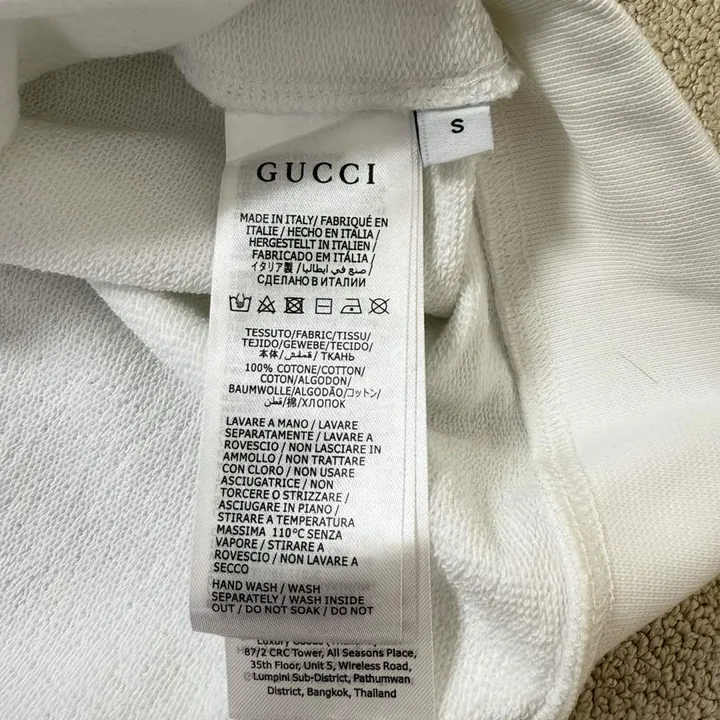 S
GUCCI
MADE IN ITALY/ FABRIQUÉ EN
ITALIE / HECHO EN ITALIA /
HERGESTELLT IN ITALIEN /
FABRICADO EM ITÁLIA /
イタリア製 / صنع في ايطاليا /
СДЕЛАНО В ИТАЛИИ
TESSUTO/FABRIC/TISSU/
TEJIDO/GEWEBE/TECIDO/
本体/ قماش / ТКАНЬ
100% COTONE/COTTON/
COTON/ALGODON/
BAUMWOLLE/ALGODÃO/コットン/
قطن/棉/ХЛОПОК
LAVARE A MANO / LAVARE
SEPARATAMENTE / LAVARE A
ROVESCIO / NON LASCIARE IN
AMMOLLO / NON TRATTARE
CON CLORO / NON USARE
ASCIUGATRICE / NON
TORCERE O STRIZZARE /
ASCIUGARE IN PIANO /
STIRARE A TEMPERATURA
MASSIMA 110°C SENZA
VAPORE / STIRARE A
ROVESCIO / NON LAVARE A
SECCO
HAND WASH / WASH
SEPARATELY / WASH INSIDE
OUT / DO NOT SOAK / DO NOT
Luxury Goods (Thailand)
87/2 CRC Tower, All Seasons Place,
35th Floor, Unit 5, Wireless Road,
Lumpini Sub-District, Pathumwan
District, Bangkok, Thailand